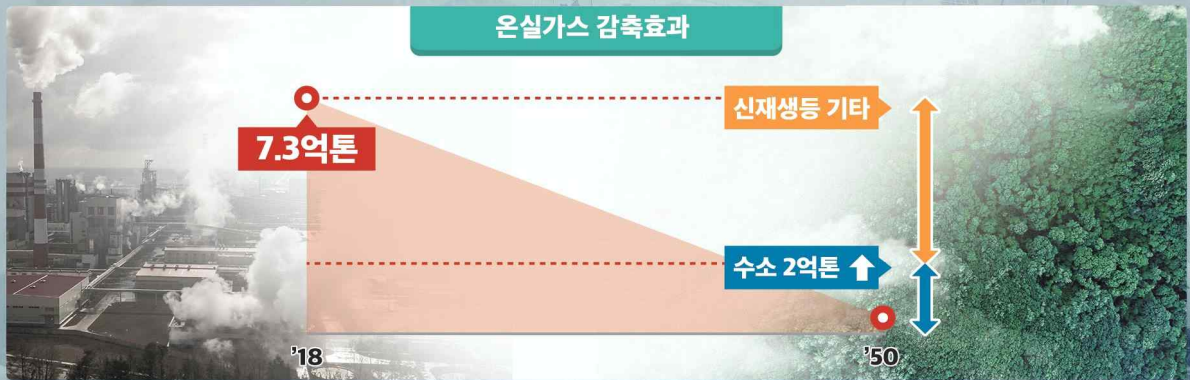 온실가스 감축효과
신재생등 기타
7.3억톤
수소 2억톤
'18
'50